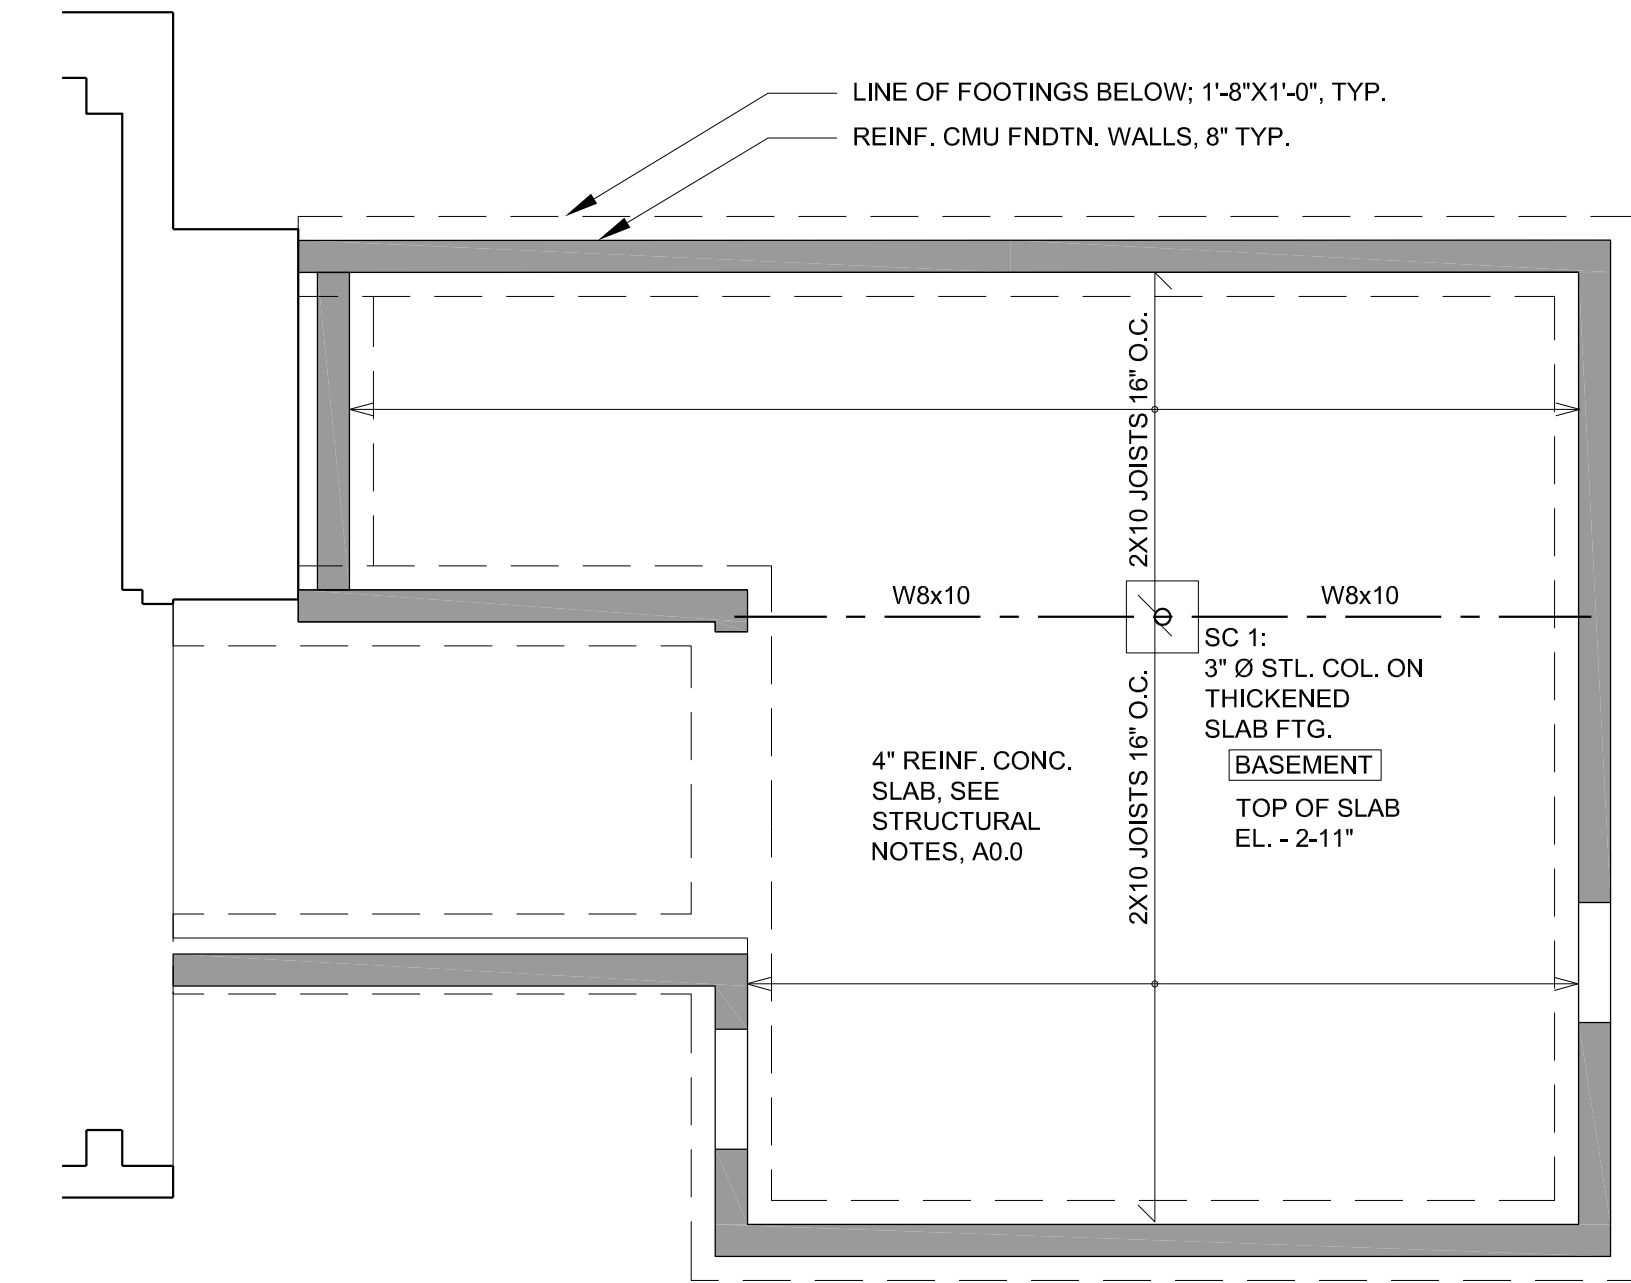 LINE OF FOOTINGS BELOW; 1'-8"X1'-0", TYP.
REINF. CMU FNDTN. WALLS, 8" TYP.
2X10 JOISTS 16" O.C.
W8x10
W8x10
SC 1:
3" Ø STL. COL. ON
THICKENED
SLAB FTG.
BASEMENT
TOP OF SLAB
EL. - 2-11"
4" REINF. CONC.
SLAB, SEE
STRUCTURAL
NOTES, A0.0
2X10 JOISTS 16" O.C.